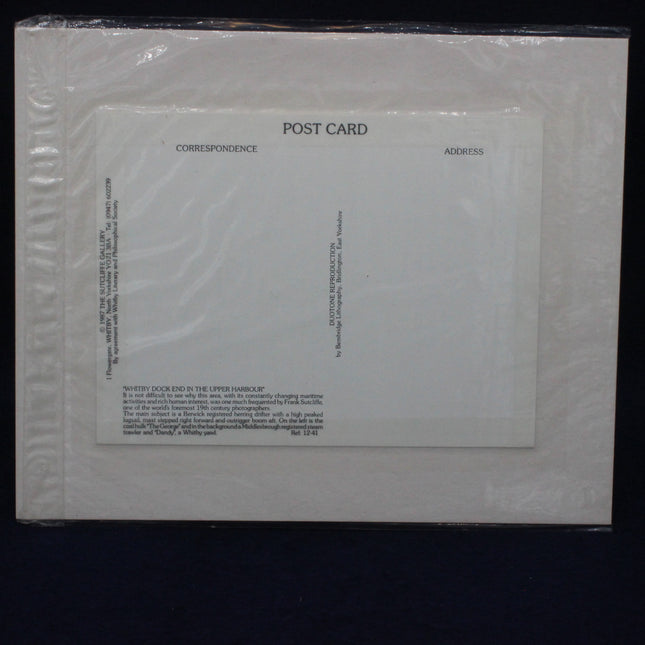 POST CARD
CORRESPONDENCE
ADDRESS
© 1987 THE SUTCLIFFE GALLERY
1 Flowergate, WHITBY, North Yorkshire YO21 3BA Tel: (0947) 602239
By agreement with Whitby Literary and Philosophical Society
DUOTONE REPRODUCTION
by Bembridge Lithography, Bridlington, East Yorkshire
"WHITBY DOCK END IN THE UPPER HARBOUR"
It is not difficult to see why this area, with its constantly changing maritime
activities and rich human interest, was one much frequented by Frank Sutcliffe,
one of the world's foremost 19th century photographers.
The main subject is a Berwick registered herring drifter with a high peaked
lugsail, mast stepped right forward and outrigger boom aft. On the left is the
coal hulk "The George" and in the background a Middlesbrough registered steam
trawler and "Dandy", a Whitby yawl.
Ref: 12-41